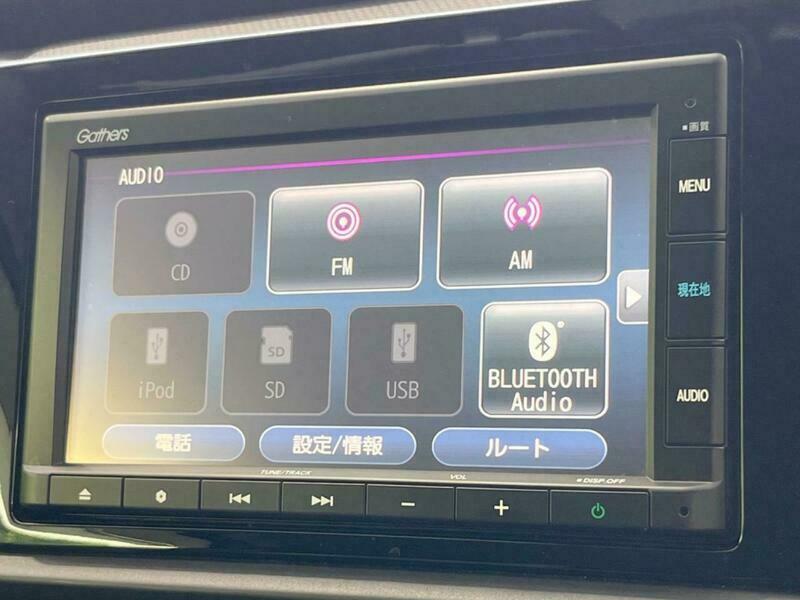 Gathers
■画質
AUDIO
MENU
CD
FM
AM
現在地
iPod
SD
SD
USB
BLUETOOTH
Audio
AUDIO
電話
設定/情報
ルート
TUNE/TRACK
VOL
■DISP OFF